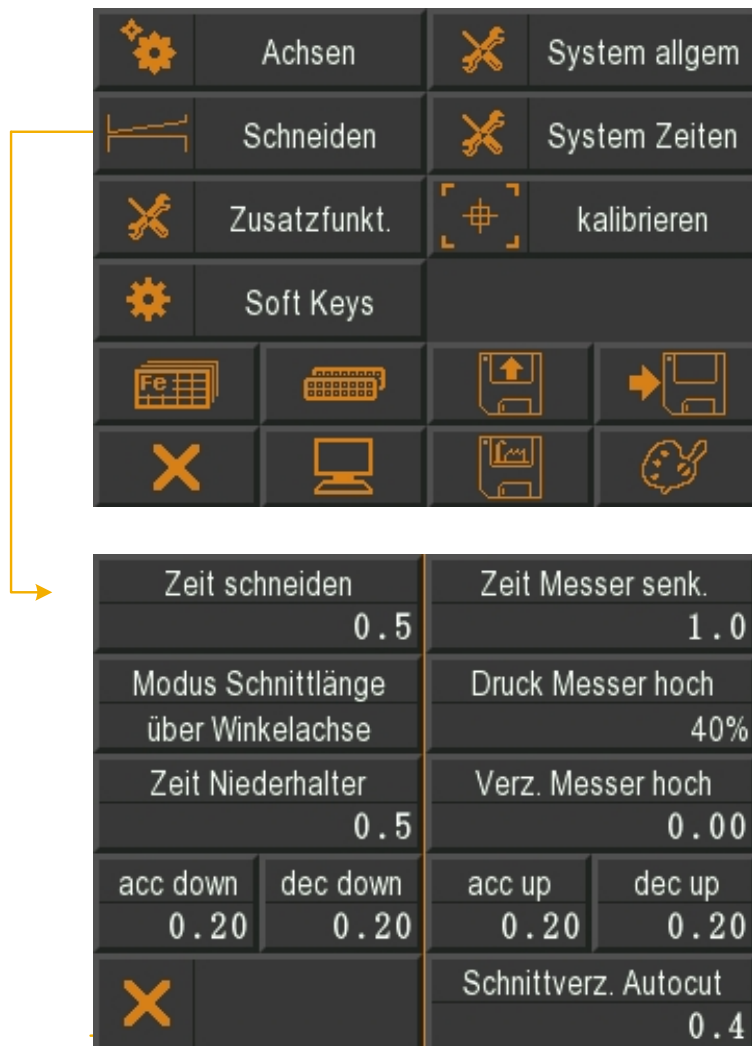 Achsen
System allgem
Schneiden
System Zeiten
Zusatzfunkt.
kalibrieren
Soft Keys
Fe
Zeit schneiden
0.5
Zeit Messer senk.
1.0
Modus Schnittlänge
über Winkelachse
Druck Messer hoch
40%
Zeit Niederhalter
0.5
Verz. Messer hoch
0.00
acc down
0.20
dec down
0.20
acc up
0.20
dec up
0.20
Schnittverz. Autocut
0.4